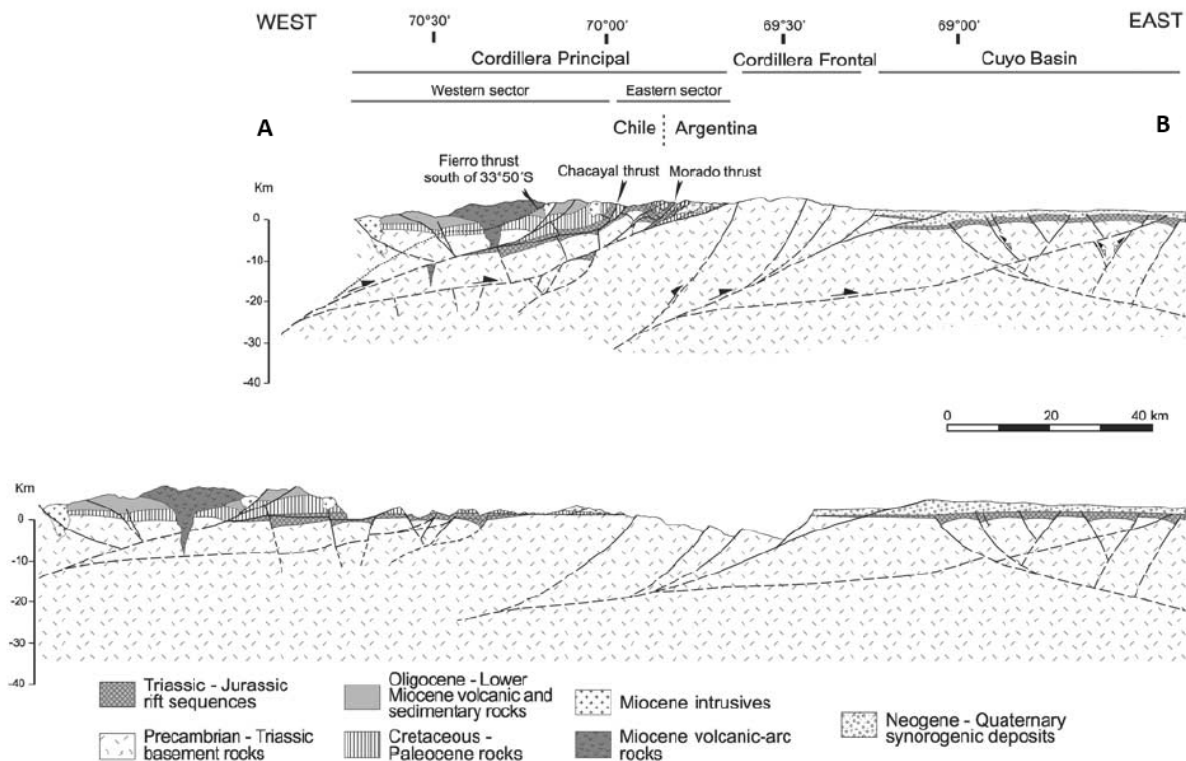 WEST
70°30'
70°00'
69°30'
69°00'
EAST
Cordillera Principal
Cordillera Frontal
Cuyo Basin
Western sector
Eastern sector
A
Chile
Argentina
B
Fierro thrust
south of 33°50'S
Chacayal thrust
Morado thrust
Km
0
-10
-20
-30
-40
0 20 40 km
Km
0
-10
-20
-30
-40
Triassic - Jurassic
rift sequences
Precambrian - Triassic
basement rocks
Oligocene - Lower
Miocene volcanic and
sedimentary rocks
Cretaceous -
Paleocene rocks
Miocene intrusives
Miocene volcanic-arc
rocks
Neogene - Quaternary
synorogenic deposits